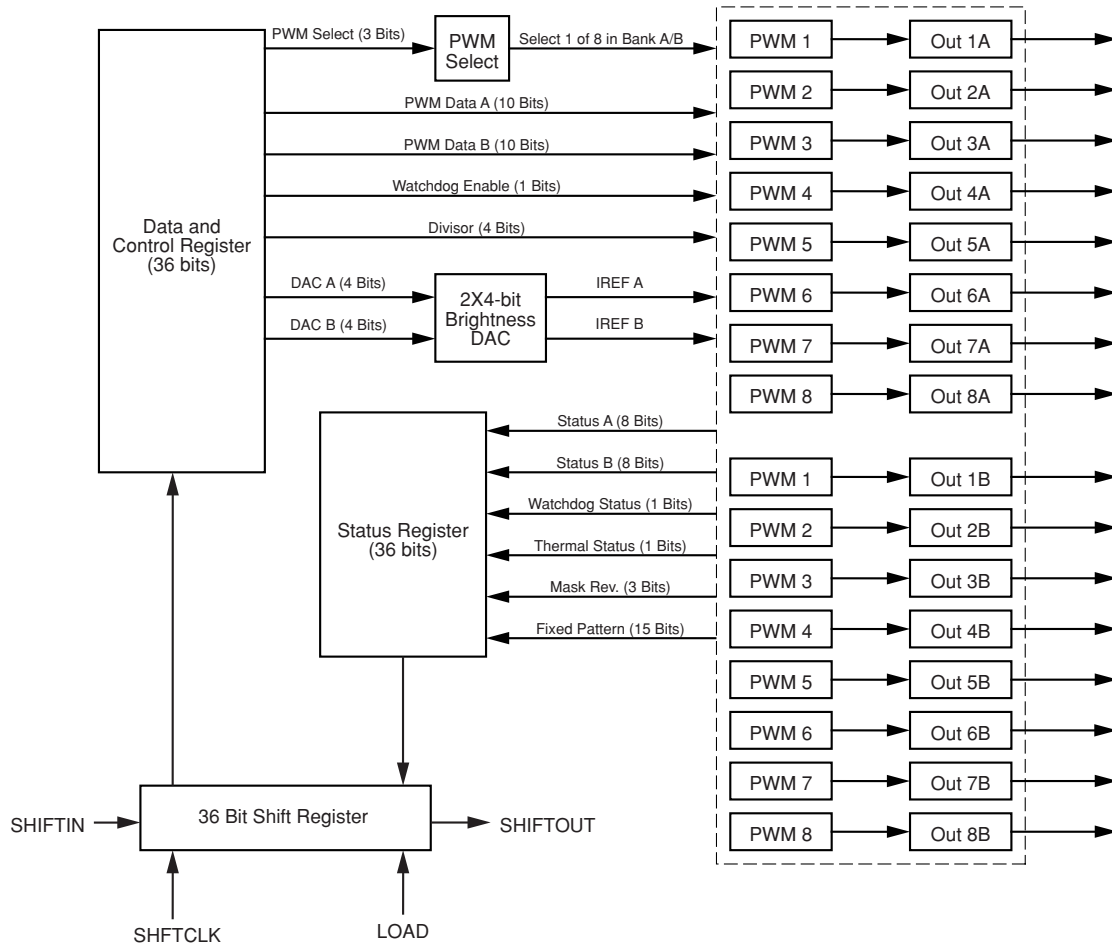 PWM Select (3 Bits)
PWM
Select
Select 1 of 8 in Bank A/B
PWM Data A (10 Bits)
PWM Data B (10 Bits)
Watchdog Enable (1 Bits)
Divisor (4 Bits)
Data and
Control Register
(36 bits)
DAC A (4 Bits)
DAC B (4 Bits)
2X4-bit
Brightness
DAC
IREF A
IREF B
PWM 1
Out 1A
PWM 2
Out 2A
PWM 3
Out 3A
PWM 4
Out 4A
PWM 5
Out 5A
PWM 6
Out 6A
PWM 7
Out 7A
PWM 8
Out 8A
Status A (8 Bits)
Status B (8 Bits)
Watchdog Status (1 Bits)
Thermal Status (1 Bits)
Mask Rev. (3 Bits)
Fixed Pattern (15 Bits)
Status Register
(36 bits)
PWM 1
Out 1B
PWM 2
Out 2B
PWM 3
Out 3B
PWM 4
Out 4B
PWM 5
Out 5B
PWM 6
Out 6B
PWM 7
Out 7B
PWM 8
Out 8B
SHIFTIN
36 Bit Shift Register
SHIFTOUT
SHFTCLK
LOAD